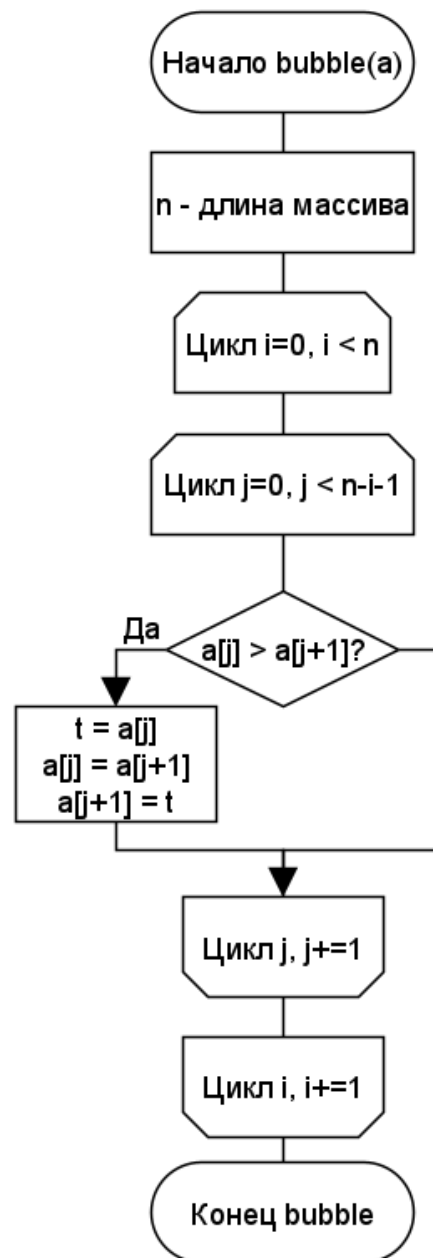 Начало bubble(a)
n - длина массива
Цикл i=0, i < n
Цикл j=0, j < n-i-1
Да
a[j] > a[j+1]?
t = a[j]
a[j] = a[j+1]
a[j+1] = t
Цикл j, j+=1
Цикл i, i+=1
Конец bubble